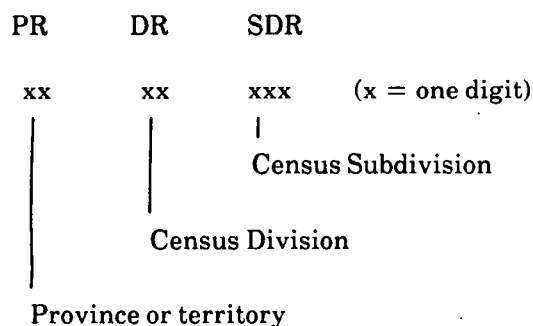 PR DR SDR
xx xx xxx (x = one digit)
Census Subdivision
Census Division
Province or territory